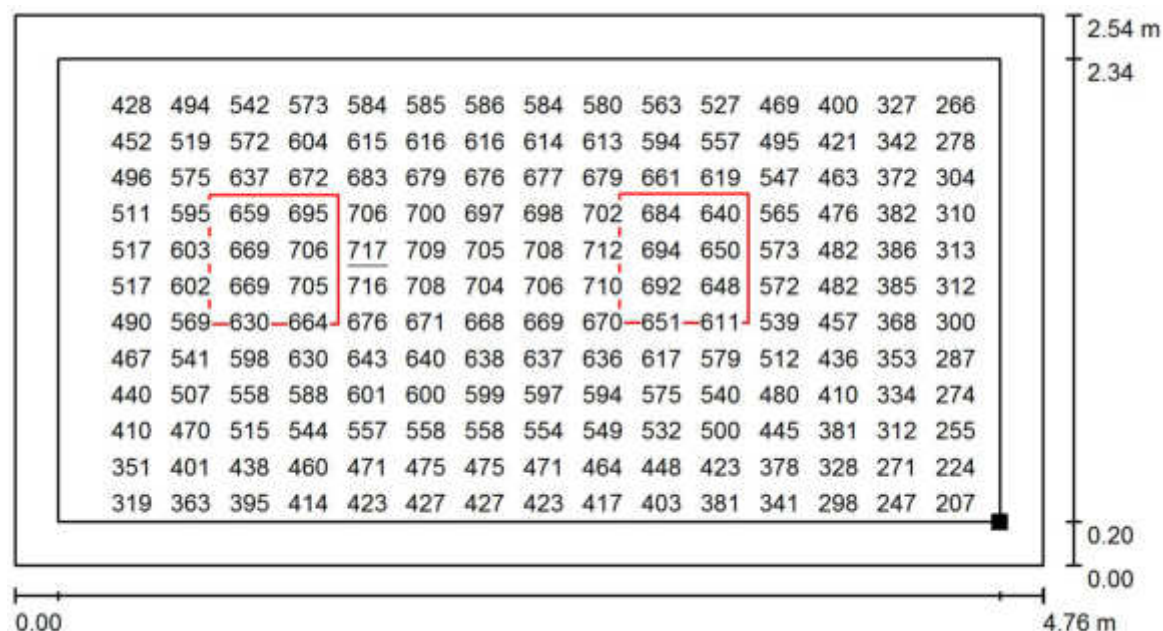 2.54 m
2.34
428 494 542 573 584 585 586 584 580 563 527 469 400 327 266
452 519 572 604 615 616 616 614 613 594 557 495 421 342 278
496 575 637 672 683 679 676 677 679 661 619 547 463 372 304
511 595 659 695 706 700 697 698 702 684 640 565 476 382 310
517 603 669 706 717 709 705 708 712 694 650 573 482 386 313
517 602 669 705 716 708 704 706 710 692 648 572 482 385 312
490 569 630 664 676 671 668 669 670 651 611 539 457 368 300
467 541 598 630 643 640 638 637 636 617 579 512 436 353 287
440 507 558 588 601 600 599 597 594 575 540 480 410 334 274
410 470 515 544 557 558 558 554 549 532 500 445 381 312 255
351 401 438 460 471 475 475 471 464 448 423 378 328 271 224
319 363 395 414 423 427 427 423 417 403 381 341 298 247 207
0.20
0.00
0.00 4.76 m